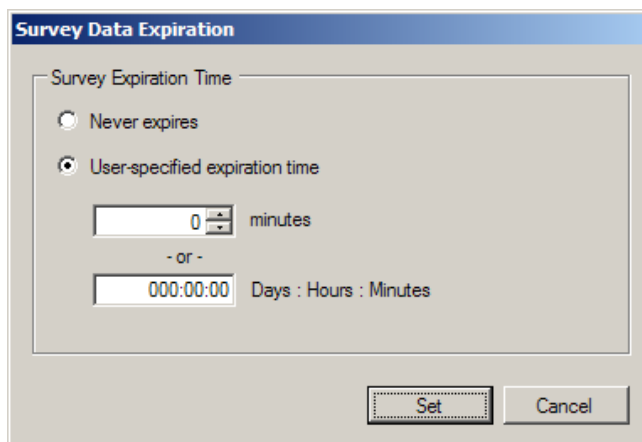 Survey Data Expiration
Survey Expiration Time
Never expires
User-specified expiration time
0 minutes
- or -
000:00:00 Days : Hours : Minutes
Set Cancel